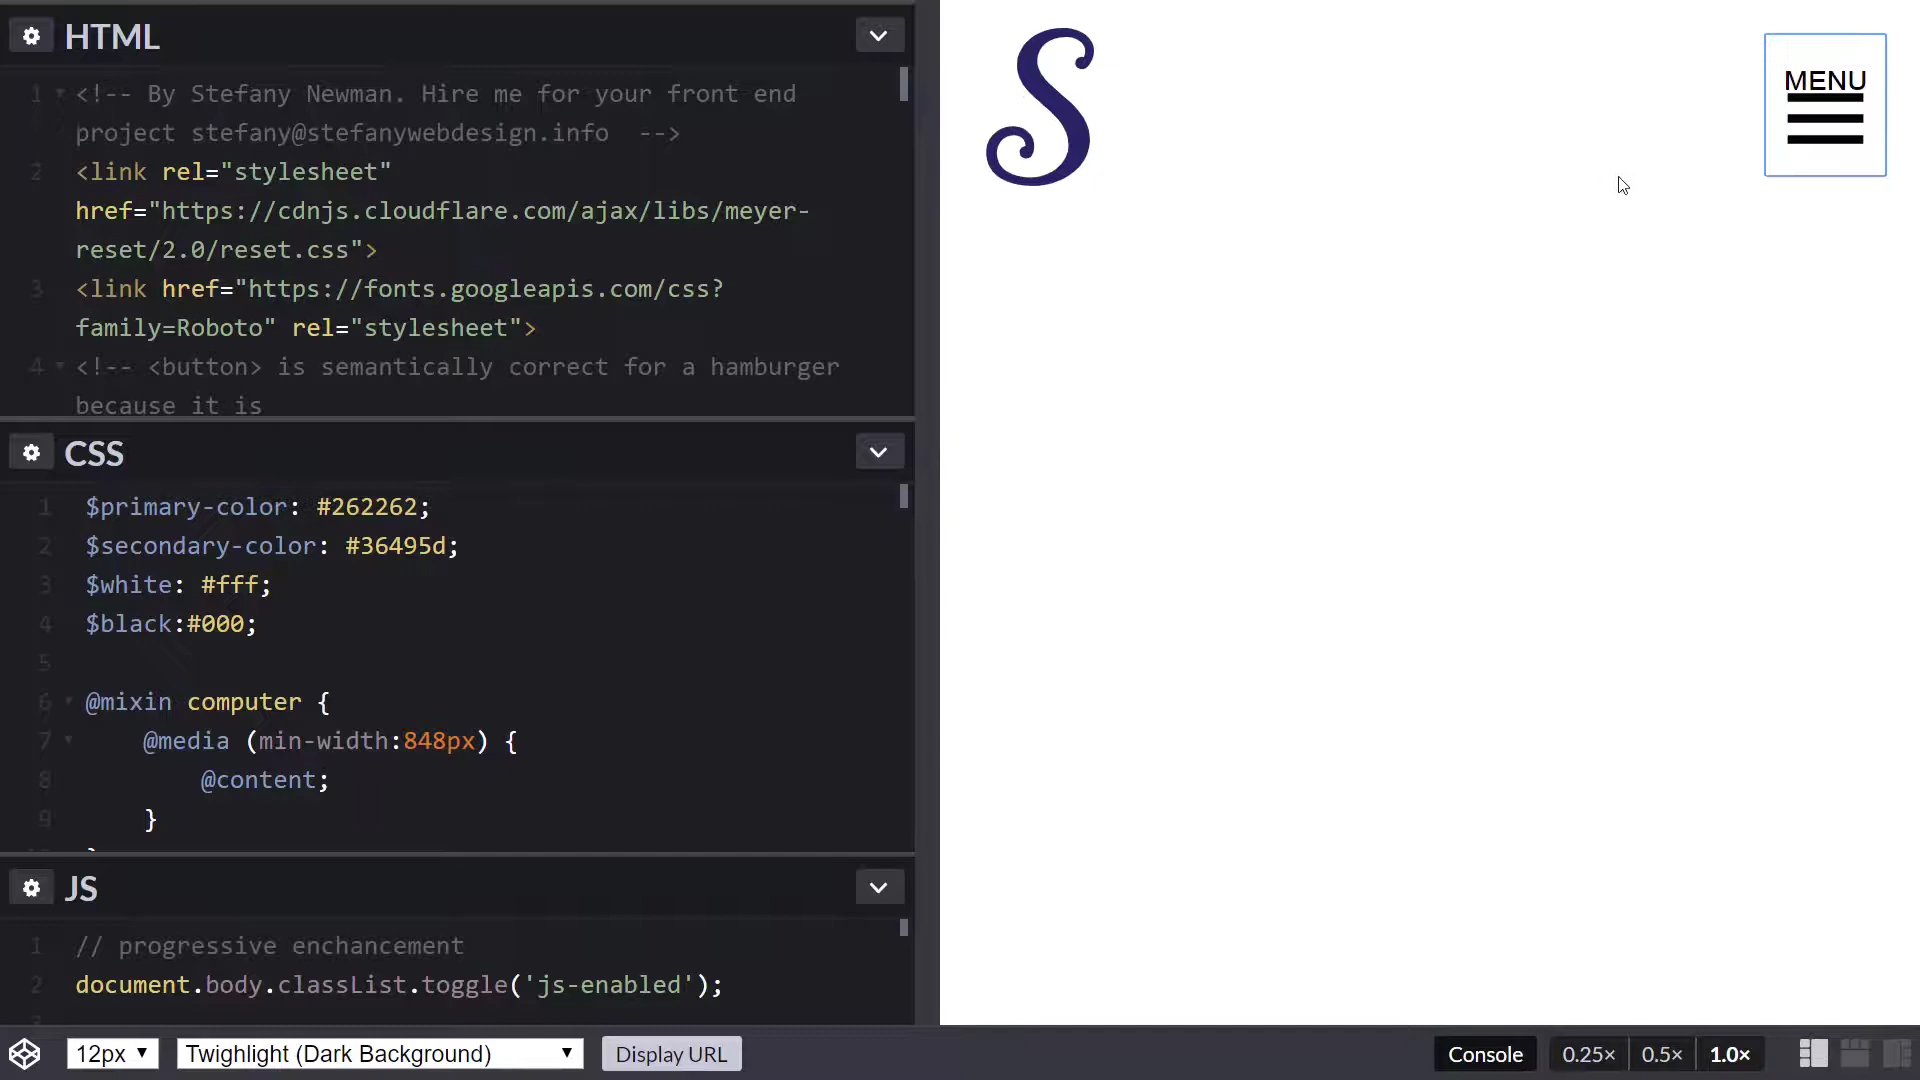 HTML
1 <!-- By Stefany Newman. Hire me for your front end
project stefany@stefanywebdesign.info  -->
2 <link rel="stylesheet"
href="https://cdnjs.cloudflare.com/ajax/libs/meyer-
reset/2.0/reset.css">
3 <link href="https://fonts.googleapis.com/css?
family=Roboto" rel="stylesheet">
4 <!-- <button> is semantically correct for a hamburger
because it is
CSS
1 $primary-color: #262262;
2 $secondary-color: #36495d;
3 $white: #fff;
4 $black:#000;
5
6 @mixin computer {
7 @media (min-width:848px) {
8 @content;
9 }
JS
1 // progressive enchancement
2 document.body.classList.toggle('js-enabled');
S
MENU
12px Twighlight (Dark Background) Display URL Console 0.25× 0.5× 1.0×